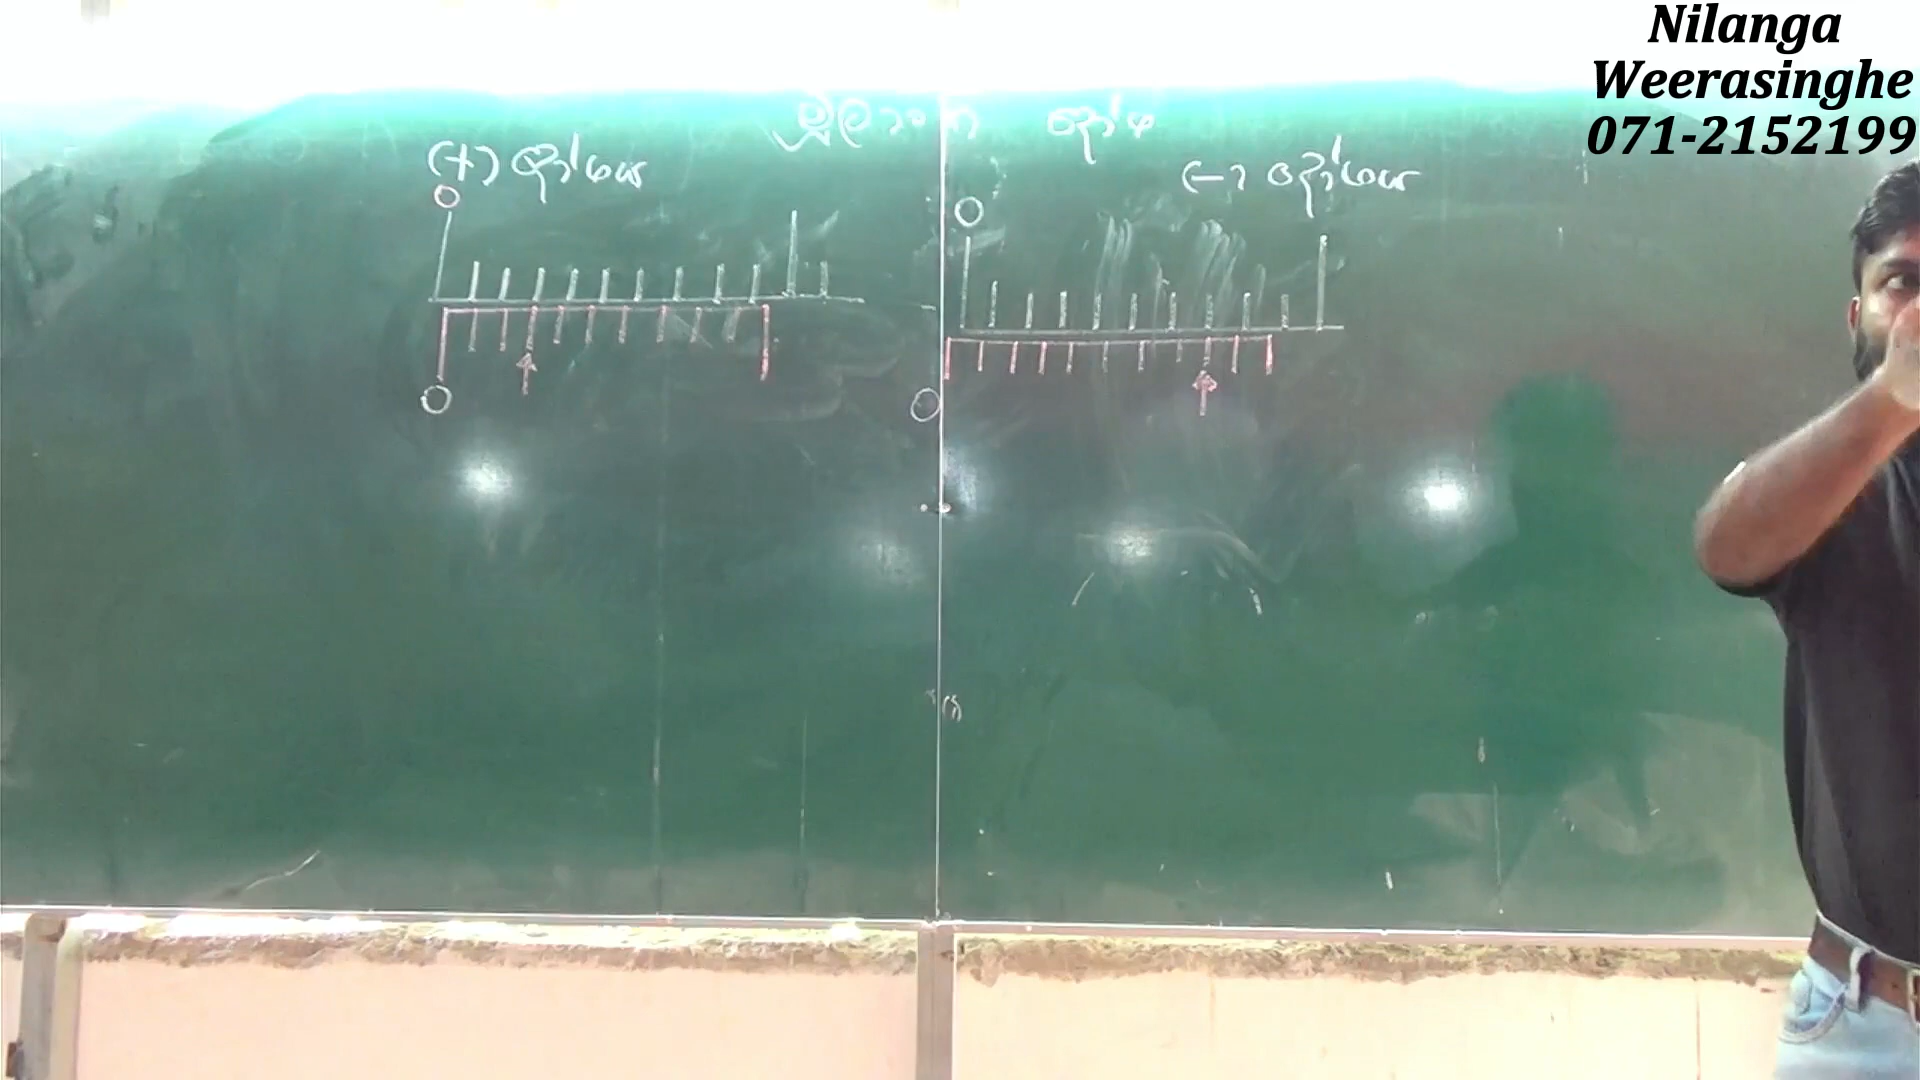 Nilanga
Weerasinghe
071-2152199
මූලාංක දෝෂ
(+) දෝෂය
(-) දෝෂය
0
0
0
0